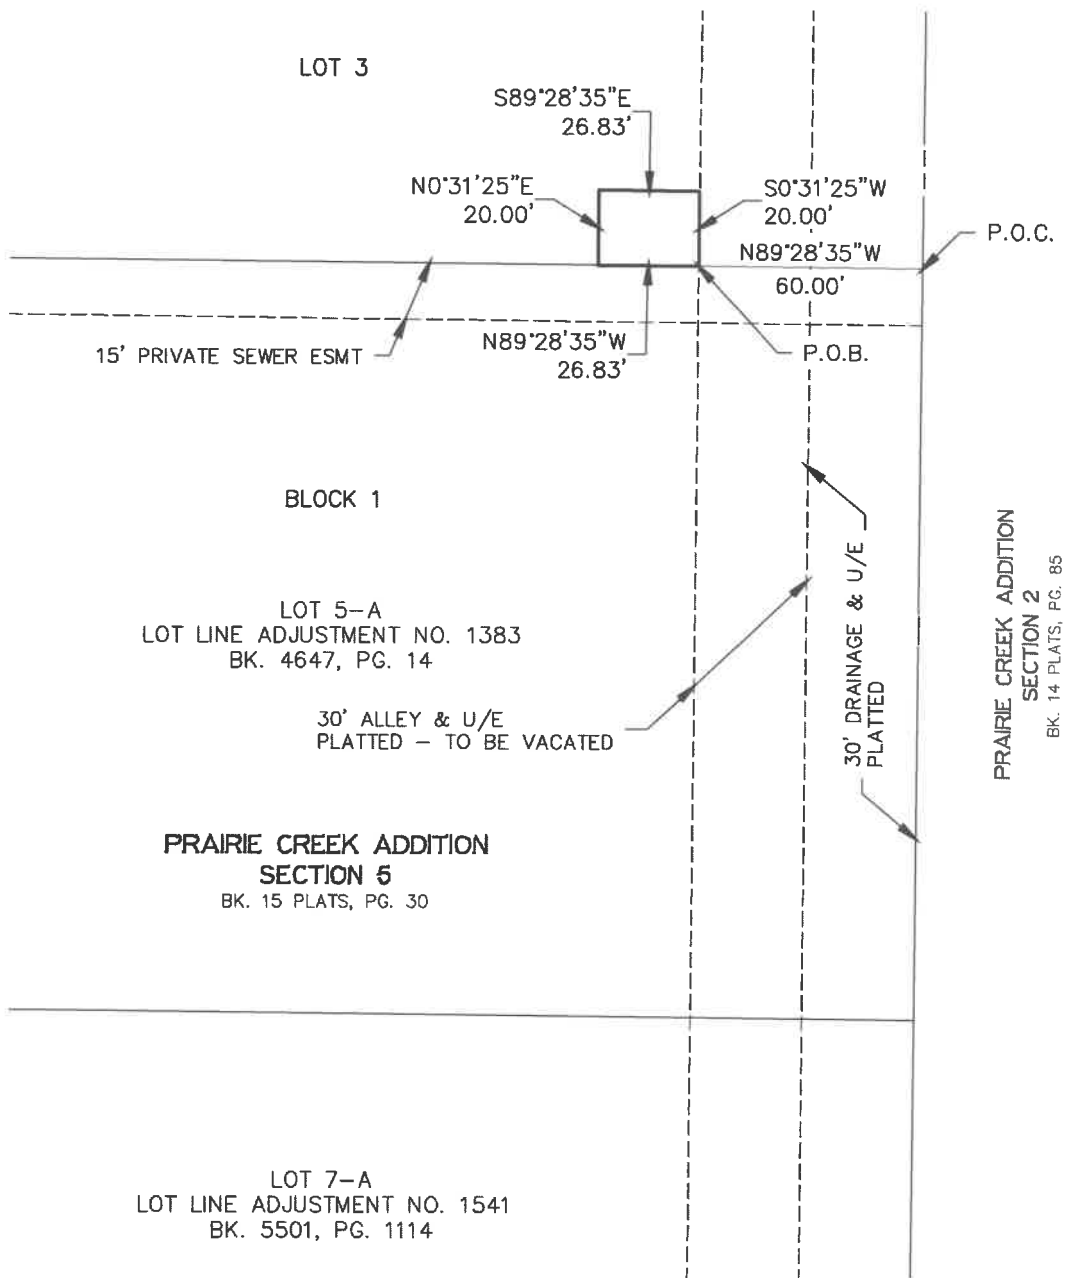 LOT 3
S89°28'35"E
26.83'
N0°31'25"E
20.00'
S0°31'25"W
20.00'
P.O.C.
N89°28'35"W
60.00'
15' PRIVATE SEWER ESMT
N89°28'35"W
26.83'
P.O.B.
BLOCK 1
LOT 5-A
LOT LINE ADJUSTMENT NO. 1383
BK. 4647, PG. 14
30' ALLEY & U/E
PLATTED - TO BE VACATED
30' DRAINAGE & U/E
PLATTED
PRAIRIE CREEK ADDITION
SECTION 2
BK. 14 PLATS, PG. 85
PRAIRIE CREEK ADDITION
SECTION 5
BK. 15 PLATS, PG. 30
LOT 7-A
LOT LINE ADJUSTMENT NO. 1541
BK. 5501, PG. 1114